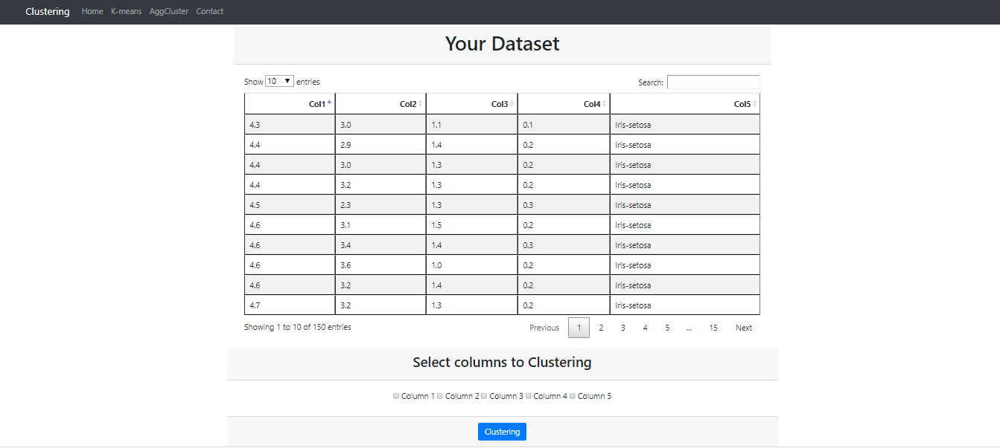 Clustering Home K-means AggCluster Contact
Your Dataset
Show 10 entries Search:
Col1 Col2 Col3 Col4 Col5
4.3 3.0 1.1 0.1 Iris-setosa
4.4 2.9 1.4 0.2 Iris-setosa
4.4 3.0 1.3 0.2 Iris-setosa
4.4 3.2 1.3 0.2 Iris-setosa
4.5 2.3 1.3 0.3 Iris-setosa
4.6 3.1 1.5 0.2 Iris-setosa
4.6 3.4 1.4 0.3 Iris-setosa
4.6 3.6 1.0 0.2 Iris-setosa
4.6 3.2 1.4 0.2 Iris-setosa
4.7 3.2 1.3 0.2 Iris-setosa
Showing 1 to 10 of 150 entries Previous 1 2 3 4 5 ... 15 Next
Select columns to Clustering
Column 1 Column 2 Column 3 Column 4 Column 5
Clustering